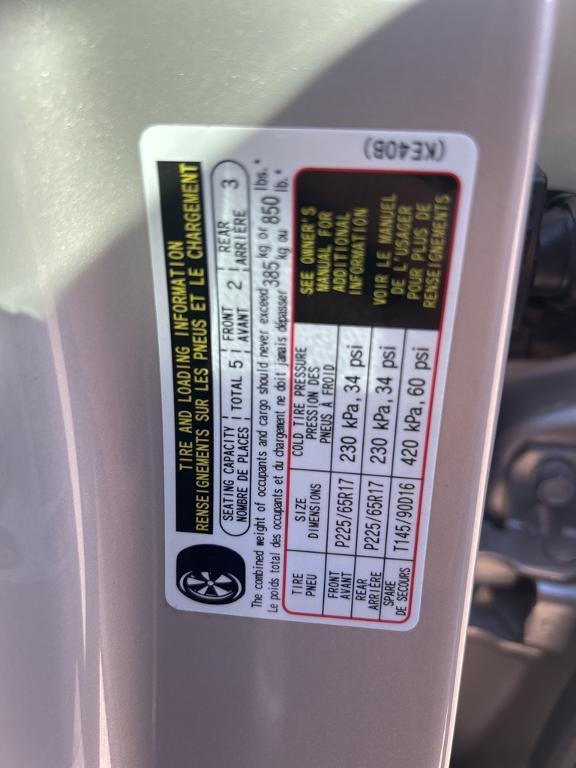 TIRE AND LOADING INFORMATION
RENSEIGNEMENTS SUR LES PNEUS ET LE CHARGEMENT
SEATING CAPACITY TOTAL 5 FRONT 2 REAR 3
NOMBRE DE PLACES AVANT ARRIÈRE
The combined weight of occupants and cargo should never exceed 385 kg or 850 lbs.*
Le poids total des occupants et du chargement ne doit jamais dépasser kg ou lb.*
TIRE
PNEU
SIZE
DIMENSIONS
COLD TIRE PRESSURE
PRESSION DES
PNEUS À FROID
FRONT
AVANT
P225/65R17
230 kPa, 34 psi
REAR
ARRIÈRE
P225/65R17
230 kPa, 34 psi
SPARE
DE SECOURS
T145/90D16
420 kPa, 60 psi
SEE OWNER'S
MANUAL FOR
ADDITIONAL
INFORMATION
VOIR LE MANUEL
DE L'USAGER
POUR PLUS DE
RENSEIGNEMENTS
(KE40B)